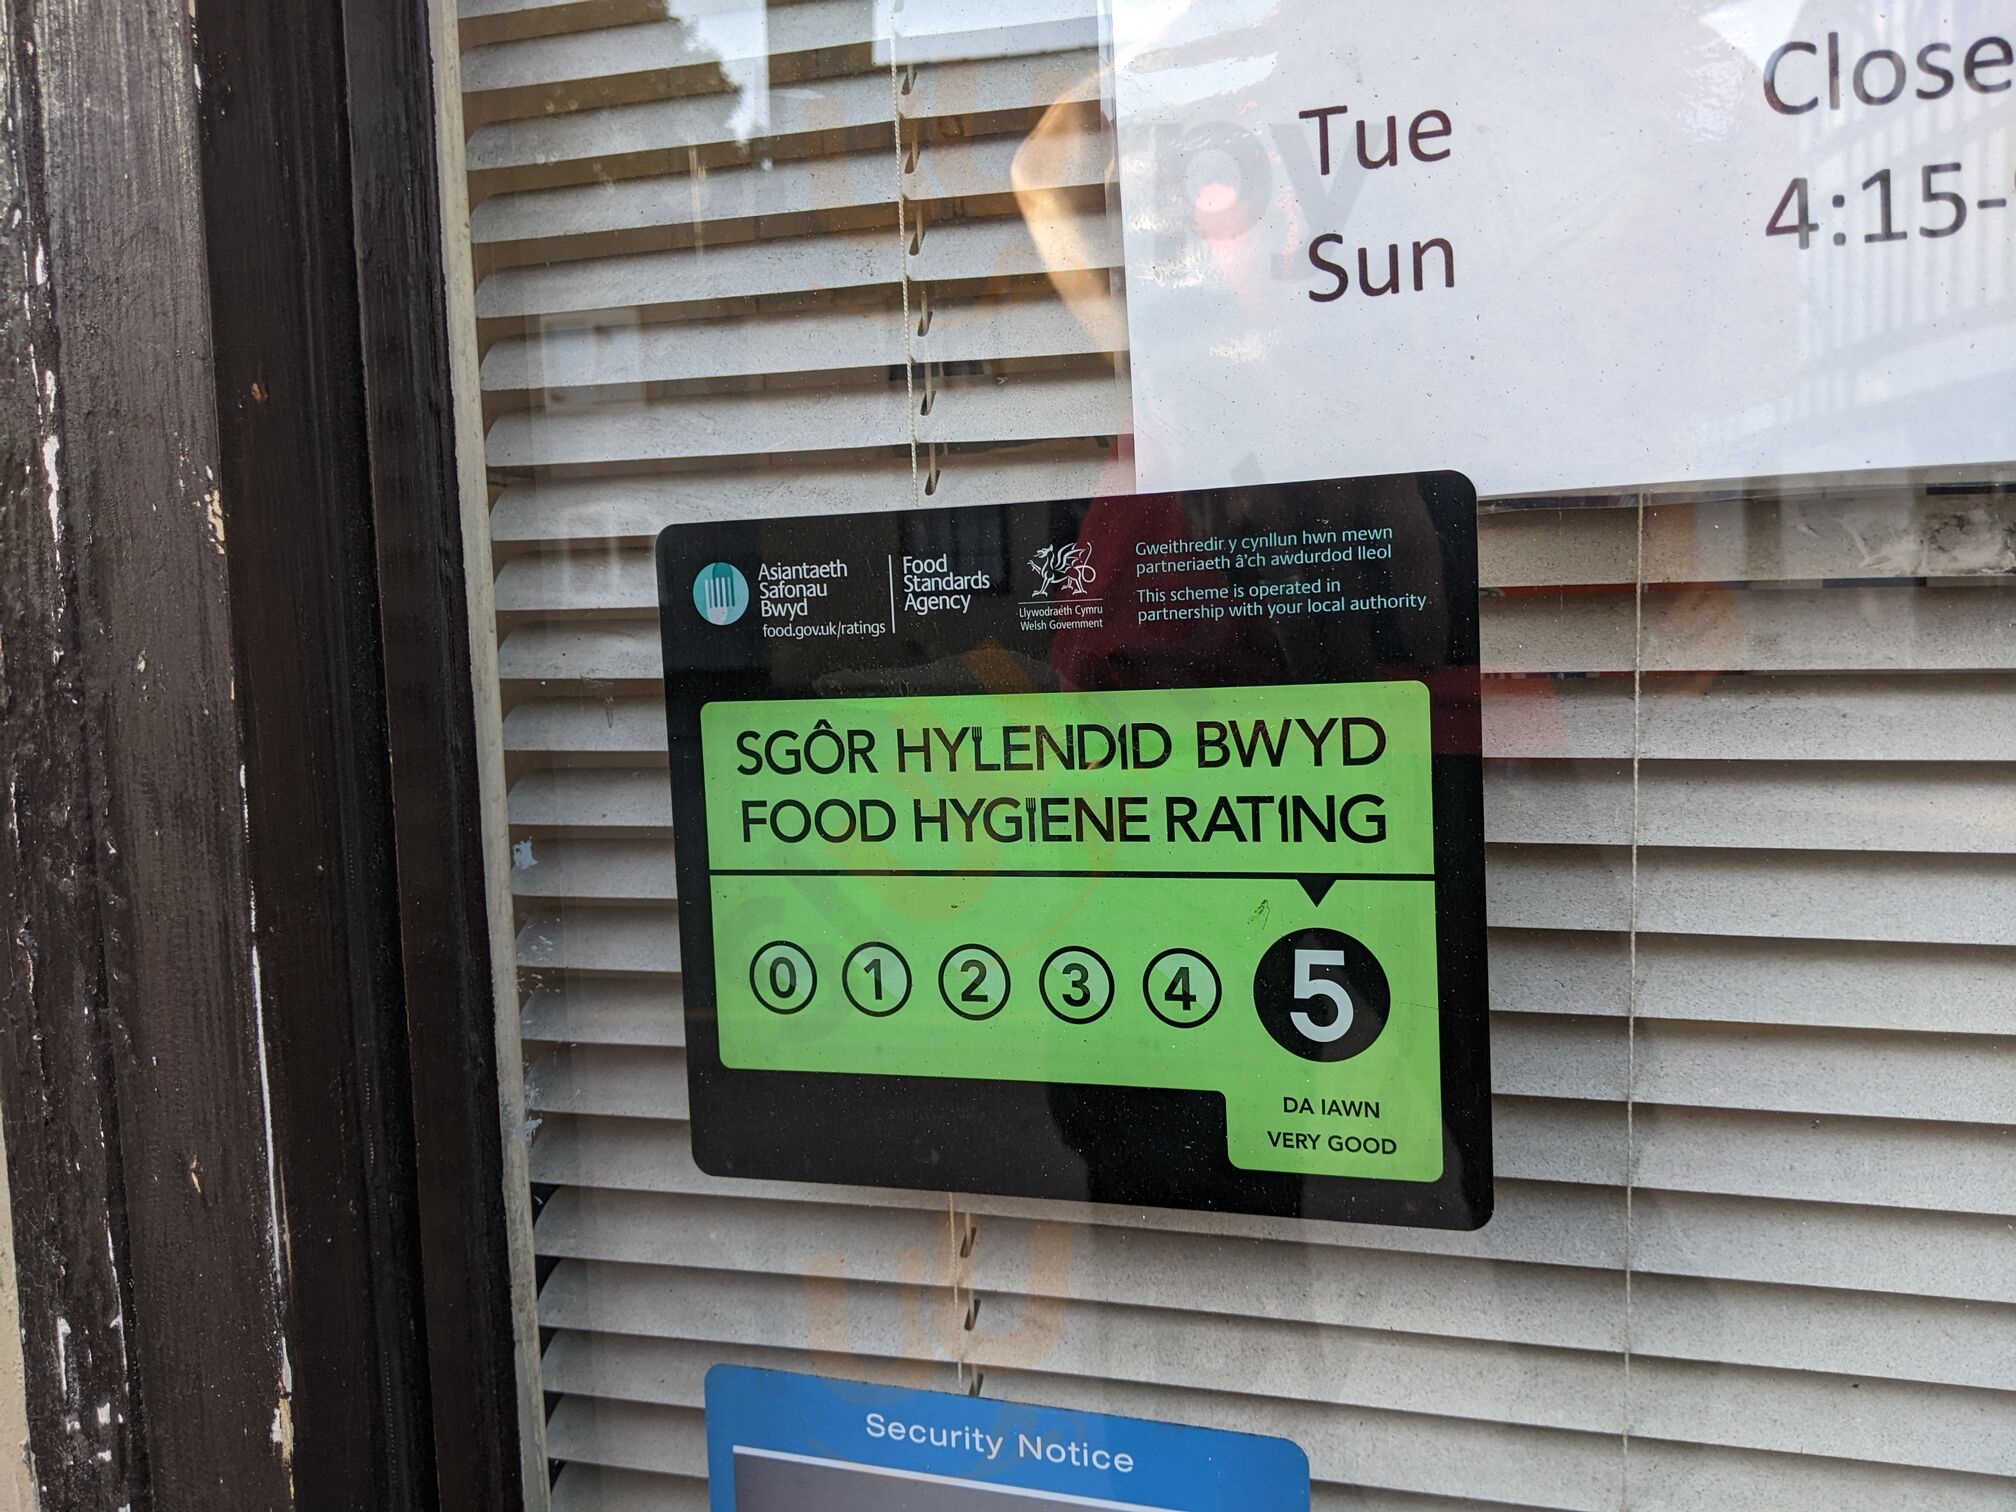 Tue
Close
Sun
4:15-
Asiantaeth
Safonau
Bwyd
food.gov.uk/ratings
Food
Standards
Agency
Llywodraeth Cymru
Welsh Government
Gweithredir y cynllun hwn mewn
partneriaeth â'ch awdurdod lleol
This scheme is operated in
partnership with your local authority
SGÔR HYLENDID BWYD
FOOD HYGIENE RATING
0 1 2 3 4 5
DA IAWN
VERY GOOD
Security Notice